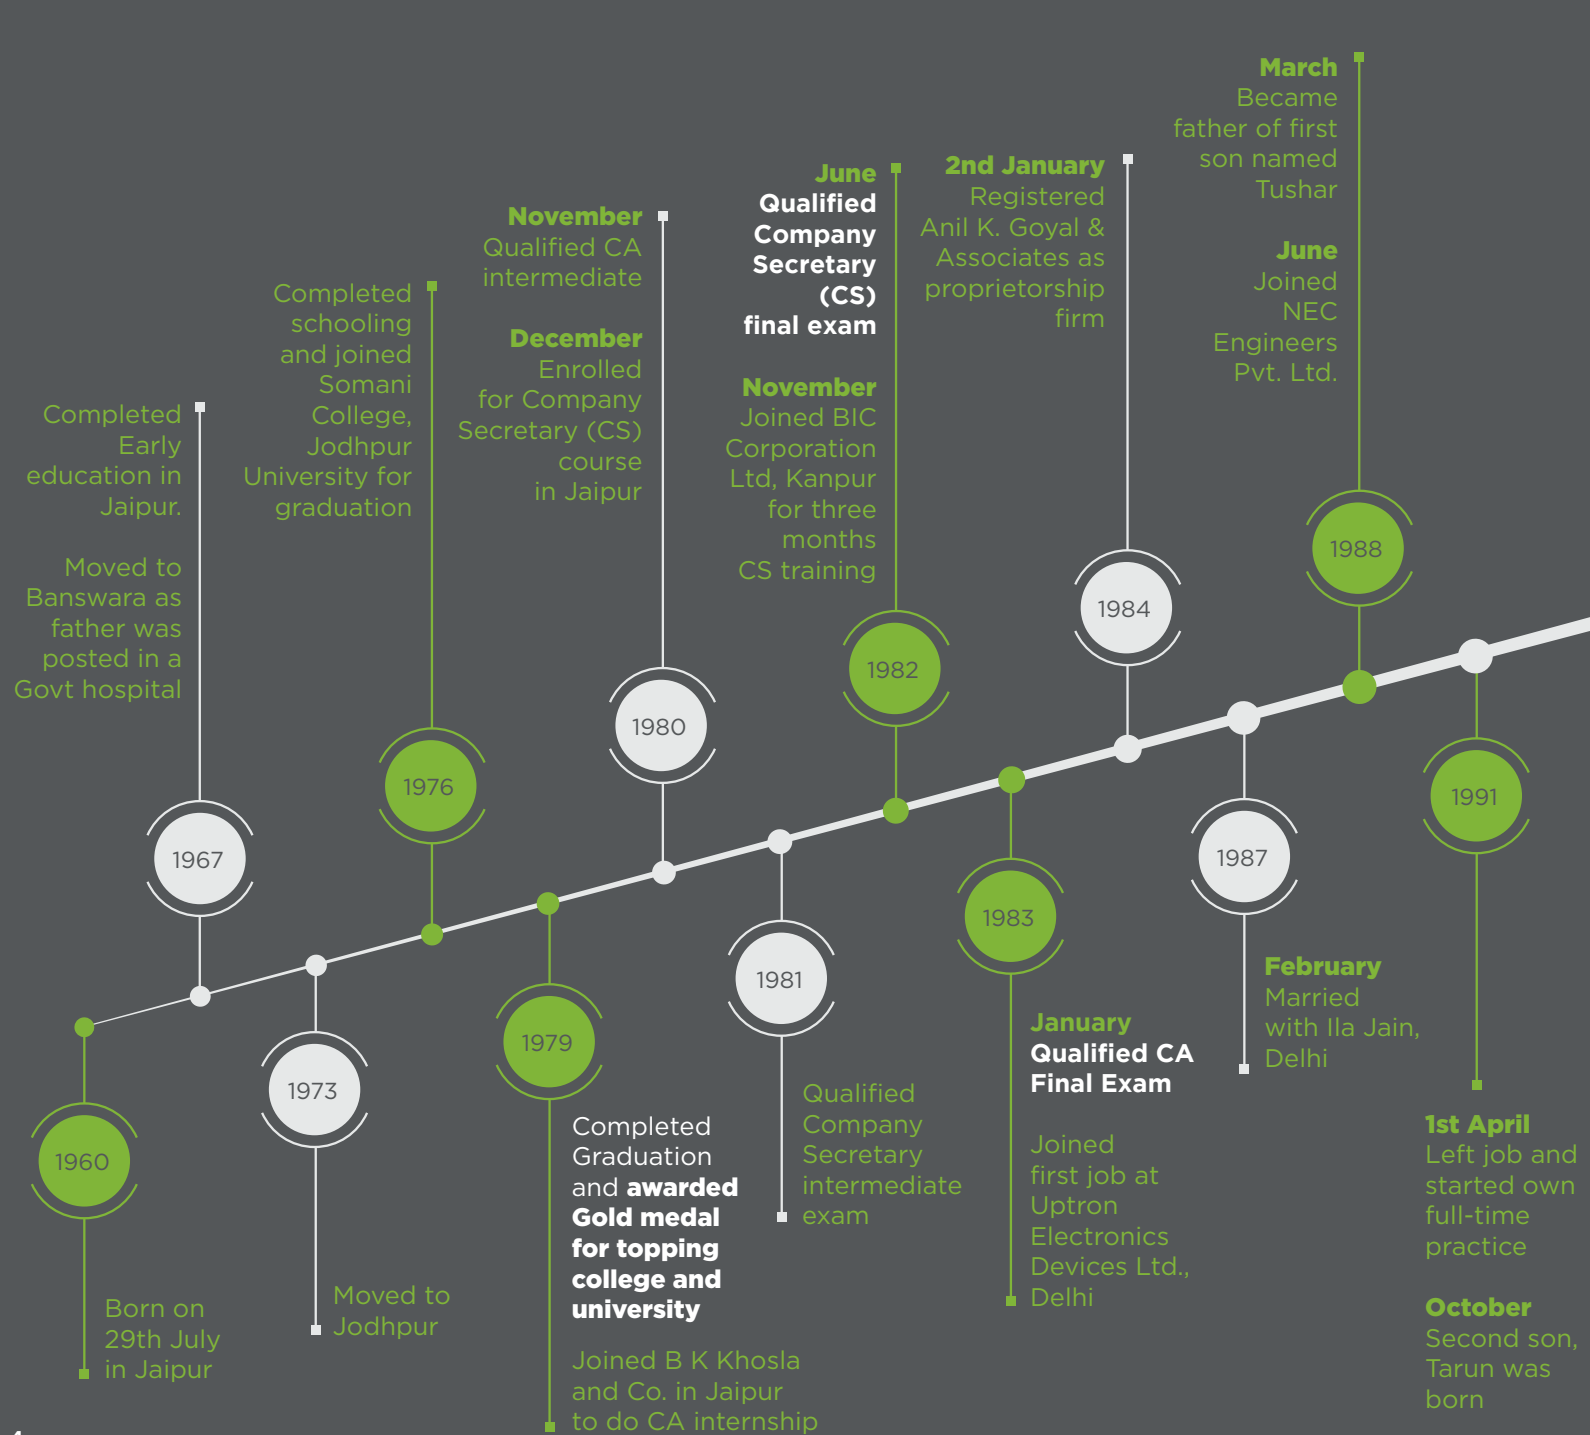 1960
Born on
29th July
in Jaipur
Completed
Early
education in
Jaipur.
Moved to
Banswara as
father was
posted in a
Govt hospital
1967
1973
Moved to
Jodhpur
Completed
schooling
and joined
Somani
College,
Jodhpur
University for
graduation
1976
1979
Completed
Graduation
and awarded
Gold medal
for topping
college and
university
Joined B K Khosla
and Co. in Jaipur
to do CA internship
November
Qualified CA
intermediate
December
Enrolled
for Company
Secretary (CS)
course
in Jaipur
1980
1981
Qualified
Company
Secretary
intermediate
exam
June
Qualified
Company
Secretary
(CS)
final exam
November
Joined BIC
Corporation
Ltd, Kanpur
for three
months
CS training
1982
1983
January
Qualified CA
Final Exam
Joined
first job at
Uptron
Electronics
Devices Ltd.,
Delhi
2nd January
Registered
Anil K. Goyal &
Associates as
proprietorship
firm
1984
1987
February
Married
with Ila Jain,
Delhi
March
Became
father of first
son named
Tushar
June
Joined
NEC
Engineers
Pvt. Ltd.
1988
1991
1st April
Left job and
started own
full-time
practice
October
Second son,
Tarun was
born